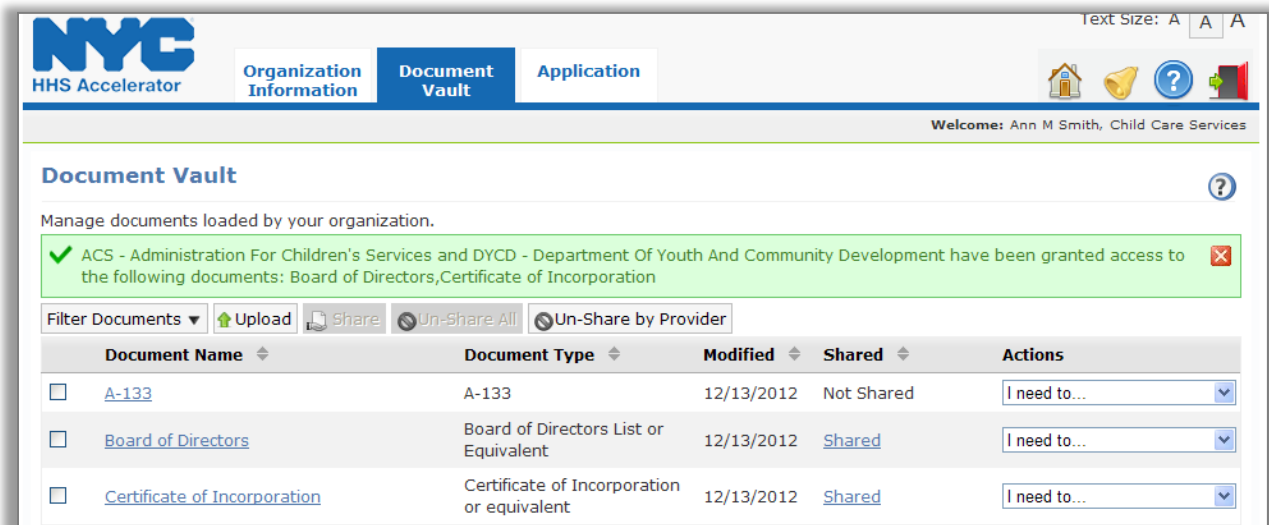 Text Size: A A A
NYC
HHS Accelerator
Organization Information
Document Vault
Application
Welcome: Ann M Smith, Child Care Services
Document Vault
Manage documents loaded by your organization.
ACS - Administration For Children's Services and DYCD - Department Of Youth And Community Development have been granted access to
the following documents: Board of Directors,Certificate of Incorporation
Filter Documents Upload Share Un-Share All Un-Share by Provider
Document Name Document Type Modified Shared Actions
A-133 A-133 12/13/2012 Not Shared I need to...
Board of Directors Board of Directors List or Equivalent 12/13/2012 Shared I need to...
Certificate of Incorporation Certificate of Incorporation or equivalent 12/13/2012 Shared I need to...